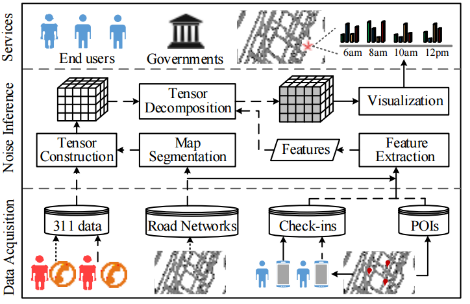 Services
End users
Governments
6am 8am 10am 12pm
Noise Inference
Tensor
Decomposition
Visualization
Tensor
Construction
Map
Segmentation
Features
Feature
Extraction
Data Acquisition
311 data
Road Networks
Check-ins
POIs